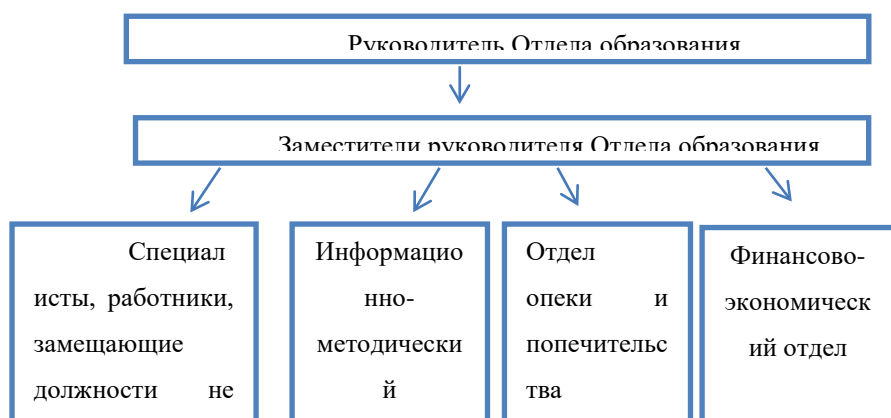 Руководитель Отдела образования
Заместители руководителя Отдела образования
Специал
исты, работники,
замещающие
должности не
Информацио
нно-
методически
й
Отдел
опеки и
попечительс
тва
Финансово-
экономическ
ий отдел